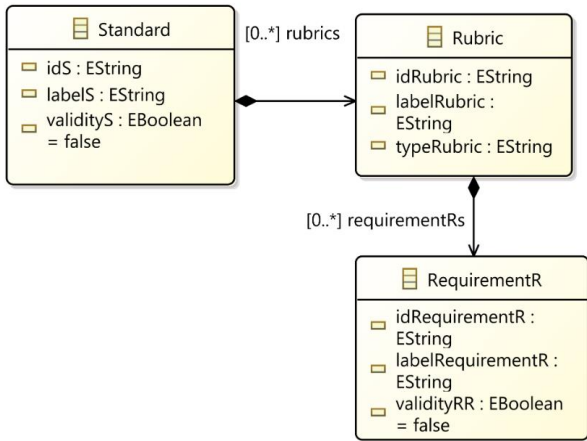 Standard
idS : EString
labelS : EString
validityS : EBoolean
= false
[0..*] rubrics
Rubric
idRubric : EString
labelRubric :
EString
typeRubric : EString
[0..*] requirementRs
RequirementR
idRequirementR :
EString
labelRequirementR :
EString
validityRR : EBoolean
= false